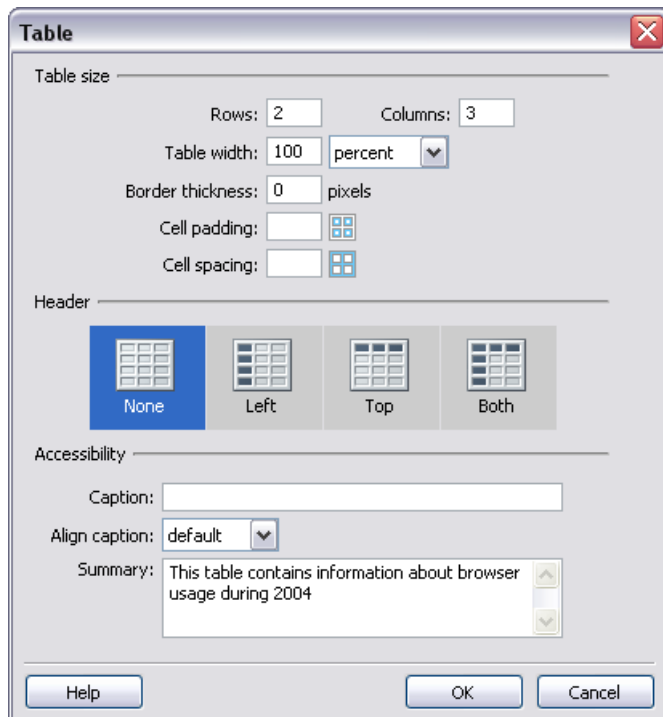 Table
Table size
Rows: 2 Columns: 3
Table width: 100 percent
Border thickness: 0 pixels
Cell padding:
Cell spacing:
Header
None Left Top Both
Accessibility
Caption:
Align caption: default
Summary: This table contains information about browser
usage during 2004
Help OK Cancel